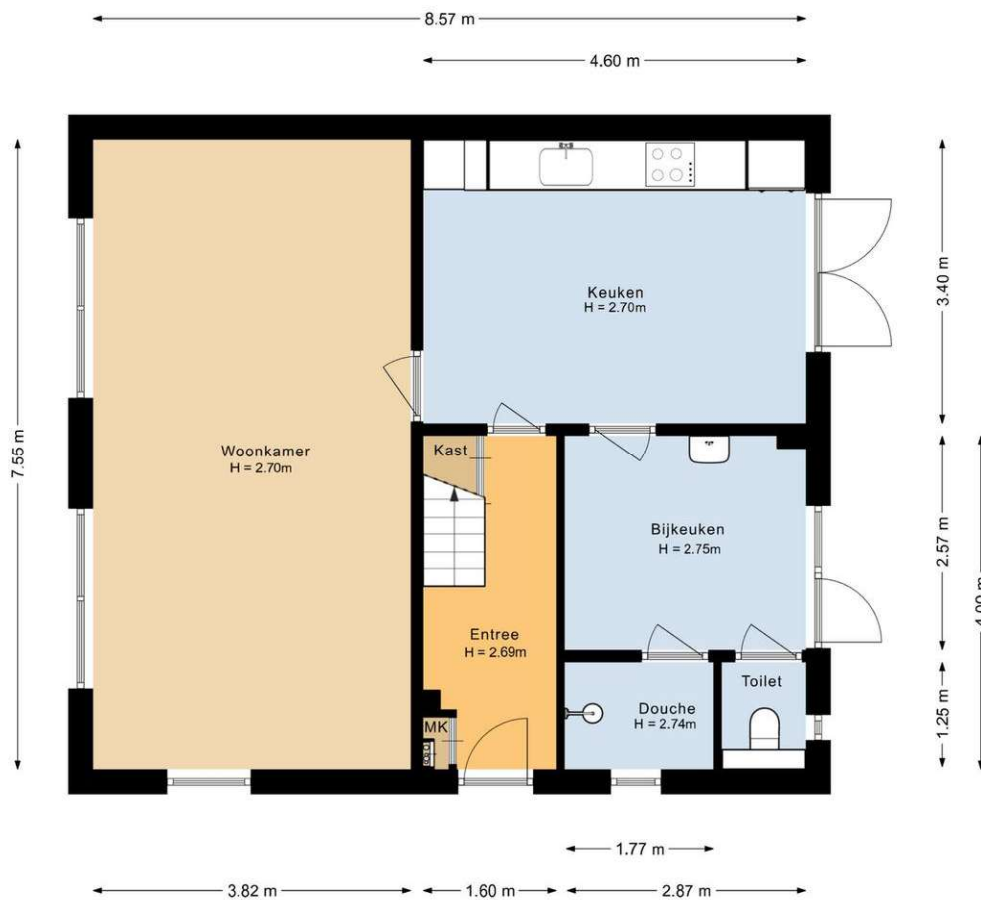 8.57 m
4.60 m
7.55 m
3.40 m
Keuken
H = 2.70m
Woonkamer
H = 2.70m
Kast
Bijkeuken
H = 2.75m
2.57 m
Entree
H = 2.69m
Toilet
Douche
H = 2.74m
MK
1.25 m
1.77 m
3.82 m
1.60 m
2.87 m